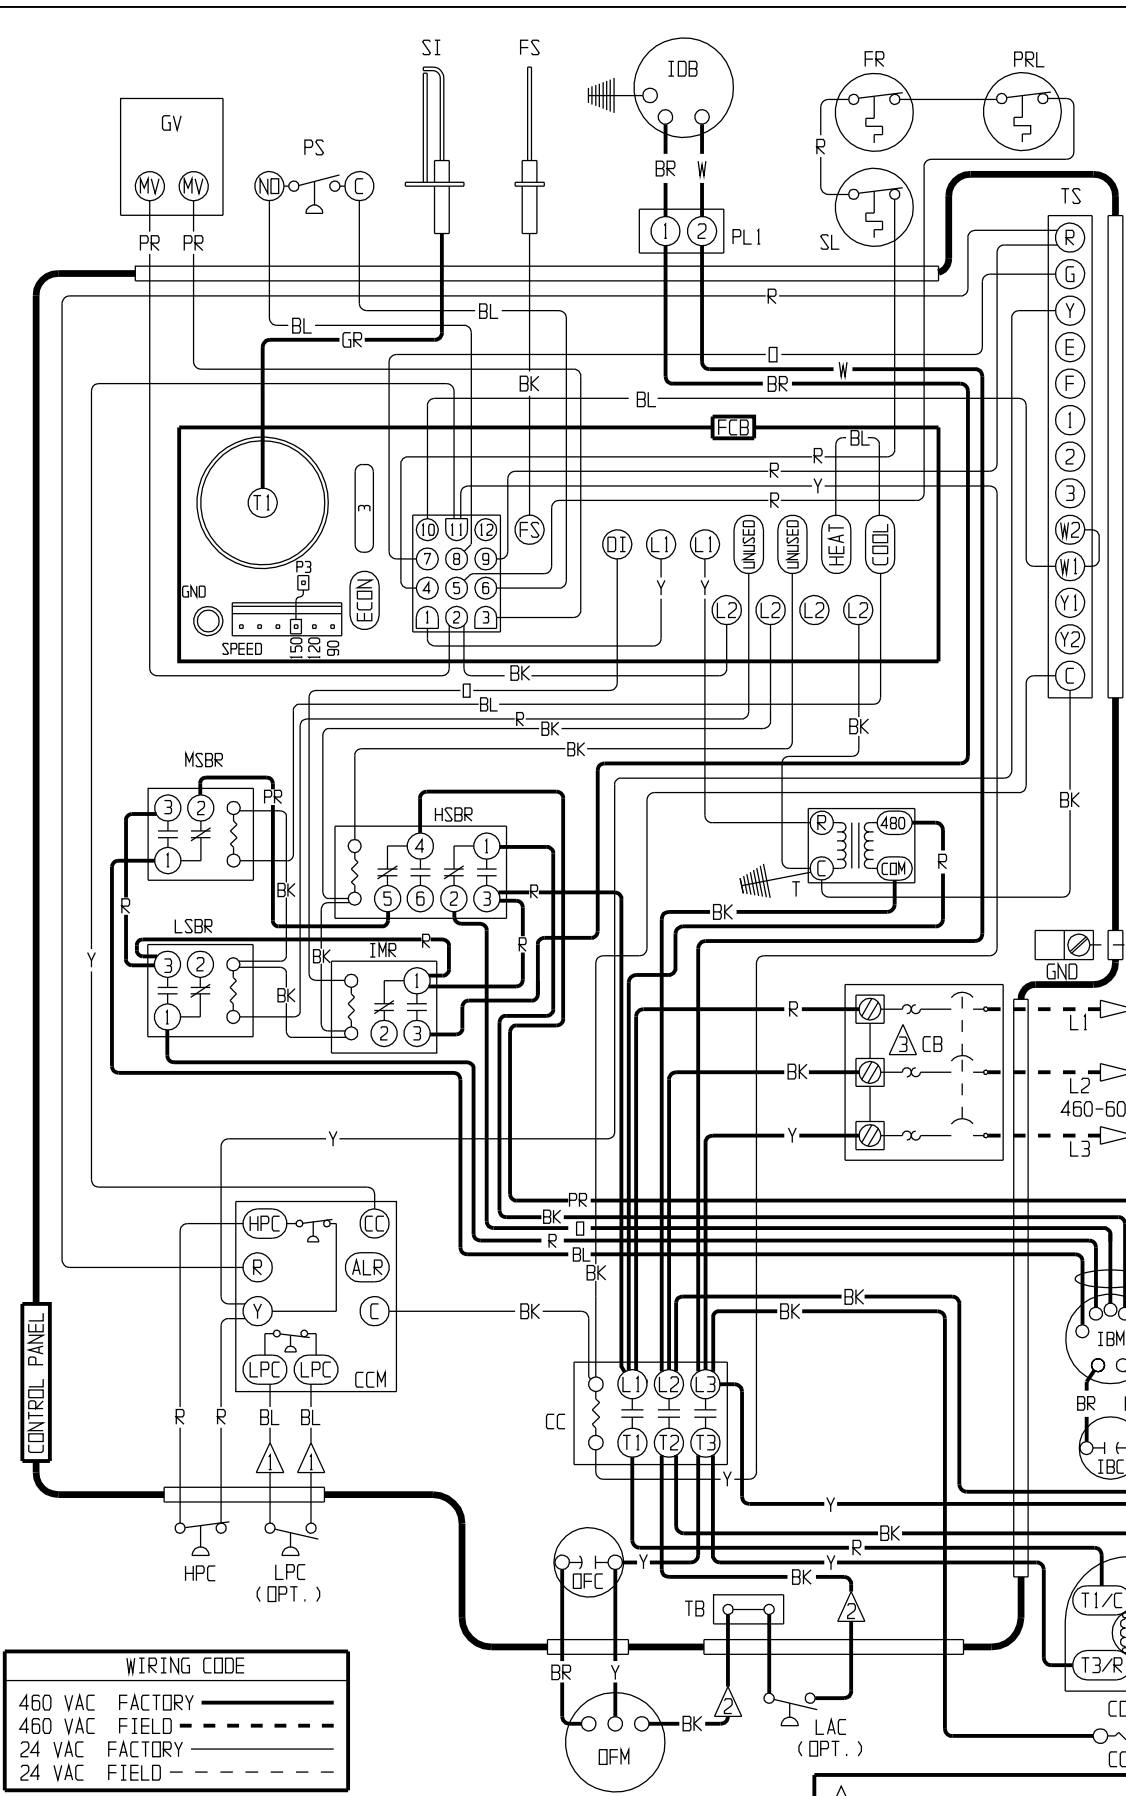 SI
FS
IDB
FR
PRL
GV
PS
R
MV
MV
NO
C
BR
W
TS
PR
PR
1
2
PL1
SL
R
G
Y
E
F
1
2
3
W2
W1
Y1
Y2
C
R
BL
BL
GR
O
W
BK
BR
BL
FCB
BL
R
R
Y
R
T1
3
10
11
12
7
8
9
4
5
6
1
2
3
FS
OI
L1
L1
UNUSED
UNUSED
HEAT
COOL
P3
GND
ECON
Y
Y
L2
L2
L2
L2
SPEED
150
120
90
BK
O
BL
R
BK
BK
BK
MSBR
3
2
1
PR
HSBR
4
1
5
6
2
3
R
BK
R
480
C
COM
T
R
BK
BK
R
LSBR
3
2
1
BK
BK
IMR
R
R
1
2
3
Y
GND
R
3
CB
L1
BK
L2
460-60
Y
L3
Y
PR
BK
O
R
BL
BK
HPC
CC
R
ALR
Y
C
BK
BK
BK
LPC
LPC
CCM
IBM
CONTROL PANEL
R
R
BL
BL
1
1
CC
L1
L2
L3
T1
T2
T3
BR
IBC
Y
Y
BK
R
Y
HPC
LPC
(OPT.)
OFC
Y
BK
TB
2
T1/C
T3/R
BR
Y
2
BK
OFM
LAC
(OPT.)
WIRING CODE
460 VAC FACTORY
460 VAC FIELD
24 VAC FACTORY
24 VAC FIELD